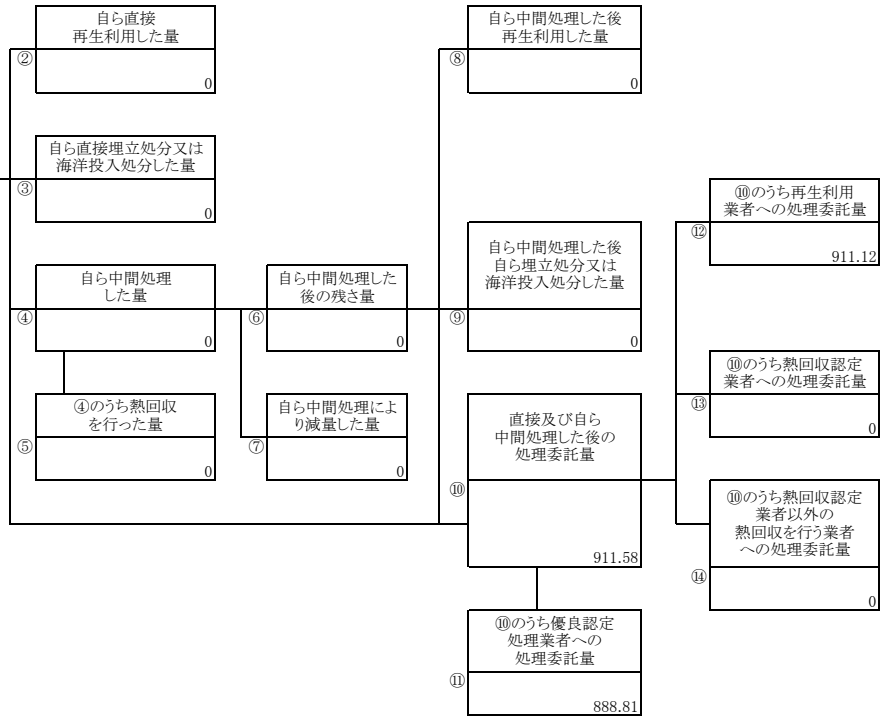 自ら直接
再生利用した量
②
0
自ら直接埋立処分又は
海洋投入処分した量
③
0
自ら中間処理
した量
④
0
④のうち熱回収
を行った量
⑤
0
自ら中間処理した
後の残さ量
⑥
0
自ら中間処理によ
り減量した量
⑦
0
自ら中間処理した後
再生利用した量
⑧
0
自ら中間処理した後
自ら埋立処分又は
海洋投入処分した量
⑨
0
直接及び自ら
中間処理した後の
処理委託量
⑩
911.58
⑩のうち優良認定
処理業者への
処理委託量
⑪
888.81
⑩のうち再生利用
業者への処理委託量
⑫
911.12
⑩のうち熱回収認定
業者への処理委託量
⑬
0
⑩のうち熱回収認定
業者以外の
熱回収を行う業者
への処理委託量
⑭
0